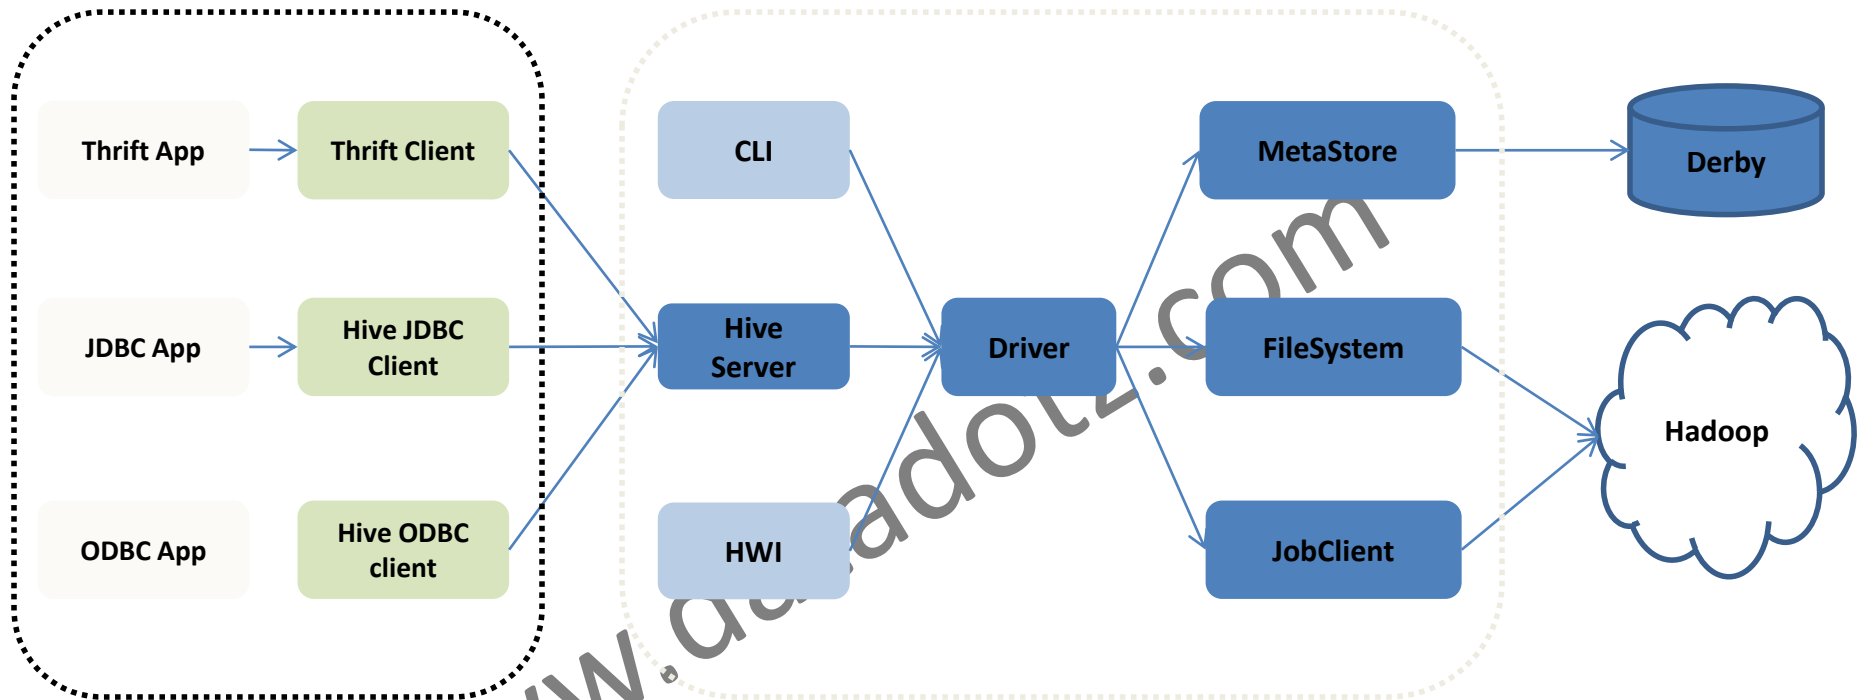 Thrift App
Thrift Client
CLI
MetaStore
Derby
JDBC App
Hive JDBC
Client
Hive
Server
Driver
FileSystem
Hadoop
ODBC App
Hive ODBC
client
HWI
JobClient